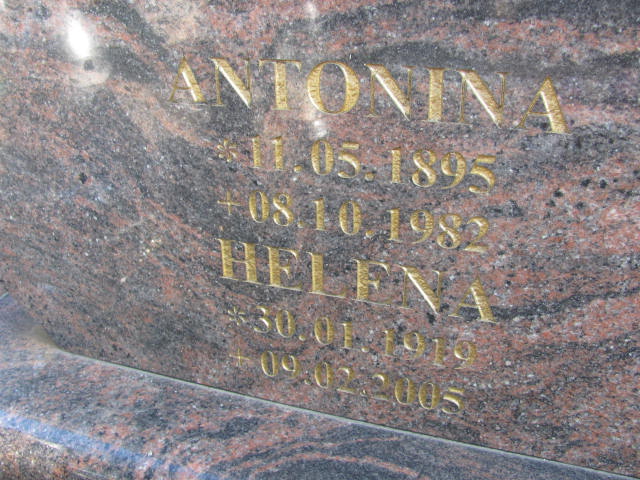 ANTONINA
* 11.05.1895
+ 08.10.1982
HELENA
* 30.01.1919
+ 09.02.2005